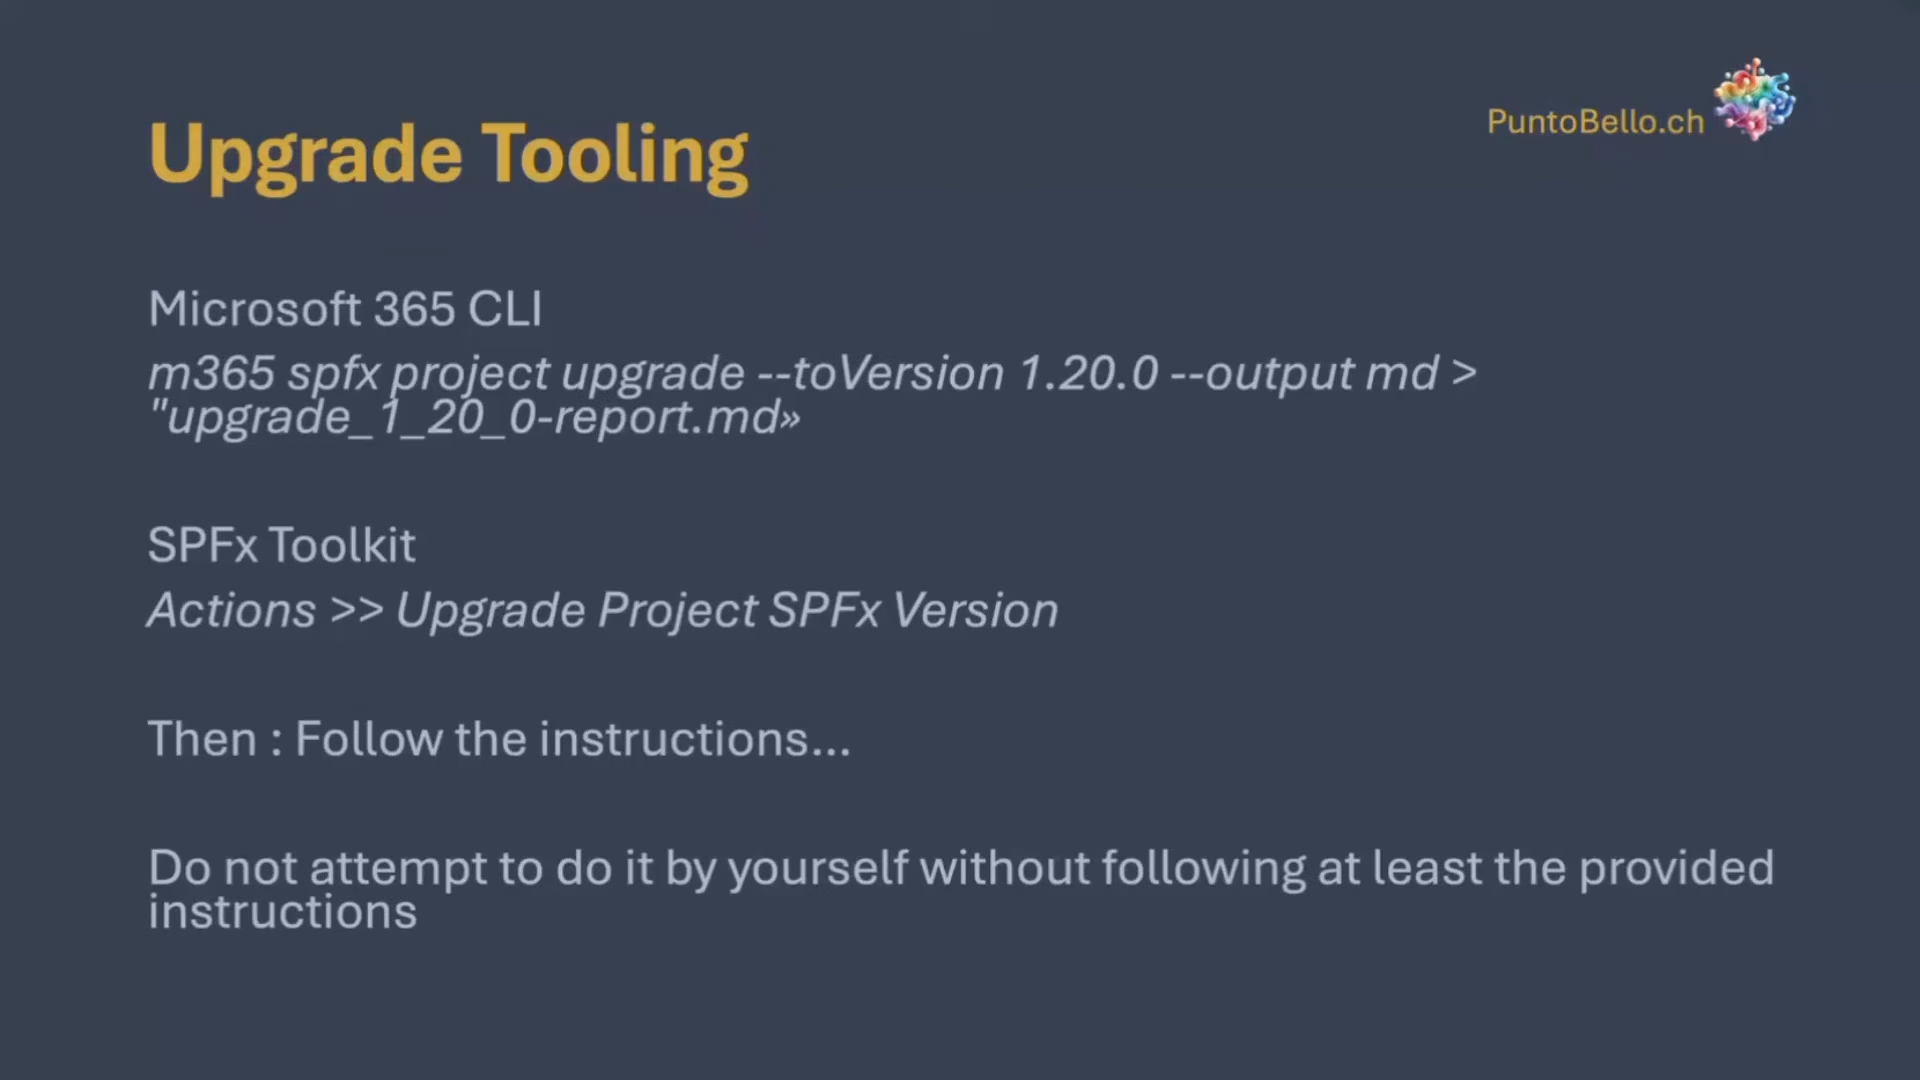 PuntoBello.ch
Upgrade Tooling
Microsoft 365 CLI
m365 spfx project upgrade --toVersion 1.20.0 --output md >
"upgrade_1_20_0-report.md»
SPFx Toolkit
Actions >> Upgrade Project SPFx Version
Then : Follow the instructions...
Do not attempt to do it by yourself without following at least the provided
instructions